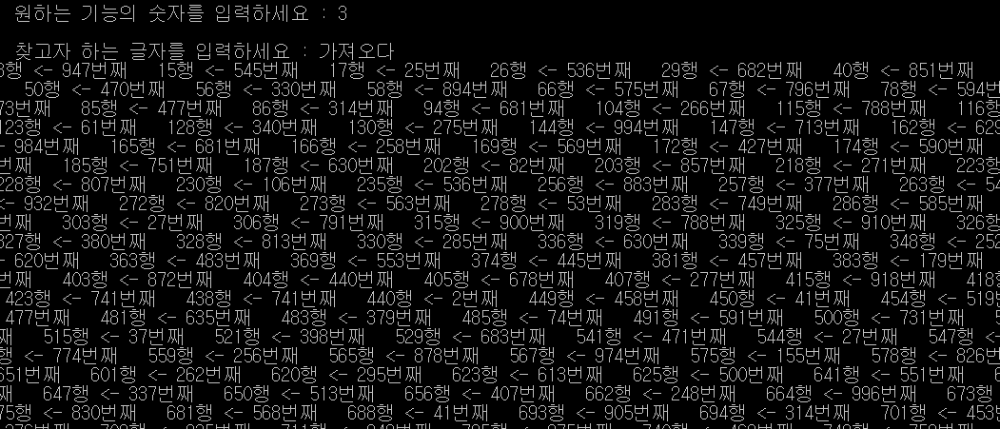 원하는 기능의 숫자를 입력하세요 : 3
찾고자 하는 글자를 입력하세요 : 가져오다
행 <- 947번째 15행 <- 545번째 17행 <- 25번째 26행 <- 536번째 29행 <- 682번째 40행 <- 851번째
50행 <- 470번째 56행 <- 330번째 58행 <- 894번째 66행 <- 575번째 67행 <- 796번째 78행 <- 594번
73번째 85행 <- 477번째 86행 <- 314번째 94행 <- 681번째 104행 <- 266번째 115행 <- 788번째 116행
123행 <- 61번째 128행 <- 340번째 130행 <- 275번째 144행 <- 994번째 147행 <- 713번째 162행 <- 629
- 984번째 165행 <- 681번째 166행 <- 258번째 169행 <- 569번째 172행 <- 427번째 174행 <- 590번째
번째 185행 <- 751번째 187행 <- 630번째 202행 <- 82번째 203행 <- 857번째 218행 <- 271번째 223행
228행 <- 807번째 230행 <- 106번째 235행 <- 536번째 256행 <- 883번째 257행 <- 377번째 263행 <- 54
<- 932번째 272행 <- 820번째 273행 <- 563번째 278행 <- 53번째 283행 <- 749번째 286행 <- 585번째
번째 303행 <- 27번째 306행 <- 791번째 315행 <- 900번째 319행 <- 788번째 325행 <- 910번째 326행
327행 <- 380번째 328행 <- 813번째 330행 <- 285번째 336행 <- 630번째 339행 <- 75번째 348행 <- 252
- 620번째 363행 <- 483번째 369행 <- 553번째 374행 <- 445번째 381행 <- 457번째 383행 <- 179번째
번째 403행 <- 872번째 404행 <- 440번째 405행 <- 678번째 407행 <- 277번째 415행 <- 918번째 418행
423행 <- 741번째 438행 <- 741번째 440행 <- 2번째 449행 <- 458번째 450행 <- 41번째 454행 <- 519번
477번째 481행 <- 635번째 483행 <- 379번째 485행 <- 74번째 491행 <- 591번째 500행 <- 731번째
째 515행 <- 37번째 521행 <- 398번째 529행 <- 683번째 541행 <- 471번째 544행 <- 27번째 547행 <-
행 <- 774번째 559행 <- 256번째 565행 <- 878번째 567행 <- 974번째 575행 <- 155번째 578행 <- 826번
551번째 601행 <- 262번째 620행 <- 295번째 623행 <- 613번째 625행 <- 500번째 641행 <- 551번째
째 647행 <- 337번째 650행 <- 513번째 656행 <- 407번째 662행 <- 248번째 664행 <- 996번째 673행
75행 <- 830번째 681행 <- 568번째 688행 <- 41번째 693행 <- 905번째 694행 <- 314번째 701행 <- 453번